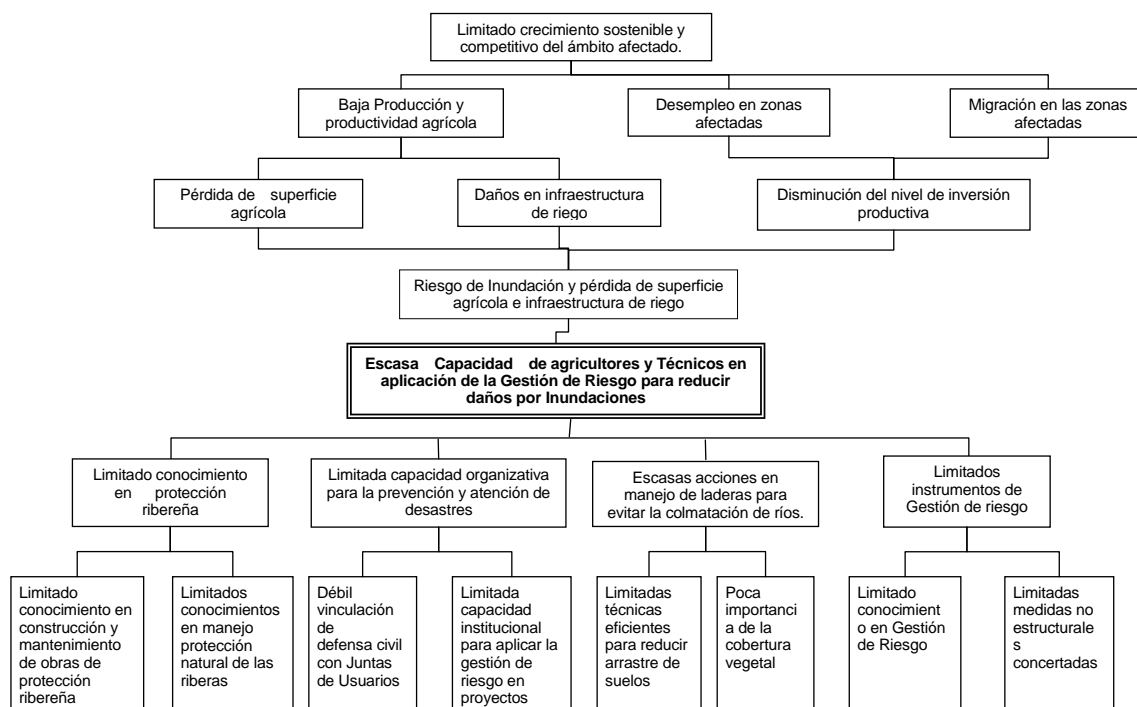 Limitado crecimiento sostenible y
competitivo del ámbito afectado.
Baja Producción y
productividad agrícola
Desempleo en zonas
afectadas
Migración en las zonas
afectadas
Pérdida de superficie
agrícola
Daños en infraestructura
de riego
Disminución del nivel de inversión
productiva
Riesgo de Inundación y pérdida de superficie
agrícola e infraestructura de riego
Escasa Capacidad de agricultores y Técnicos en
aplicación de la Gestión de Riesgo para reducir
daños por Inundaciones
Limitado conocimiento
en protección
ribereña
Limitada capacidad organizativa
para la prevención y atención de
desastres
Escasas acciones en
manejo de laderas para
evitar la colmatación de ríos.
Limitados
instrumentos de
Gestión de riesgo
Limitado
conocimiento en
construcción y
mantenimiento
de obras de
protección
ribereña
Limitados
conocimientos
en manejo
protección
natural de las
riberas
Débil
vinculación
de
defensa civil
con Juntas
de Usuarios
Limitada
capacidad
institucional
para aplicar la
gestión de
riesgo en
proyectos
Limitadas
técnicas
eficientes
para reducir
arrastre de
suelos
Poca
importanci
a de la
cobertura
vegetal
Limitado
conocimient
o en Gestión
de Riesgo
Limitadas
medidas no
estructurale
s
concertadas